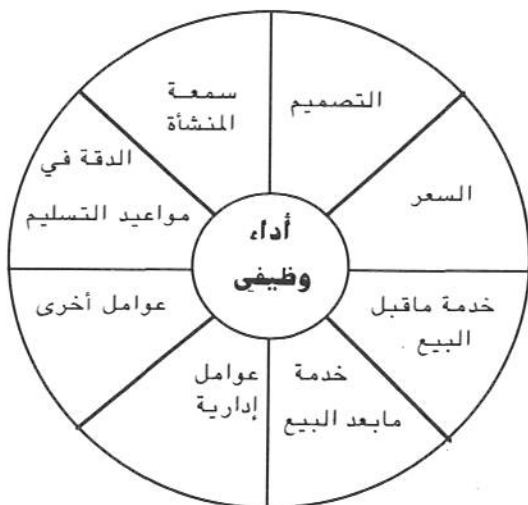 سمعة
المنشأة
التصميم
الدقة في
مواعيد التسليم
السعر
أداء
وظيفي
عوامل أخرى
خدمة ماقبل
البيع
عوامل
إدارية
خدمة
مابعد البيع